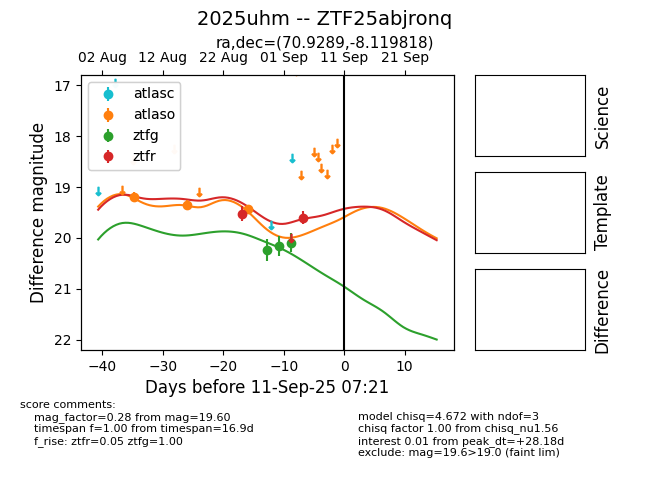 2025uhm -- ZTF25abjronq
ra,dec=(70.9289,-8.119818)
02 Aug 12 Aug 22 Aug 01 Sep 11 Sep 21 Sep
17
18
19
20
21
22
Difference magnitude
atlasc
atlaso
ztfg
ztfr
−40 −30 −20 −10 0 10
Days before 11-Sep-25 07:21
Science
Template
Difference
score comments:
mag_factor=0.28 from mag=19.60
timespan f=1.00 from timespan=16.9d
f_rise: ztfr=0.05 ztfg=1.00
model chisq=4.672 with ndof=3
chisq factor 1.00 from chisq_nu1.56
interest 0.01 from peak_dt=+28.18d
exclude: mag=19.6>19.0 (faint lim)